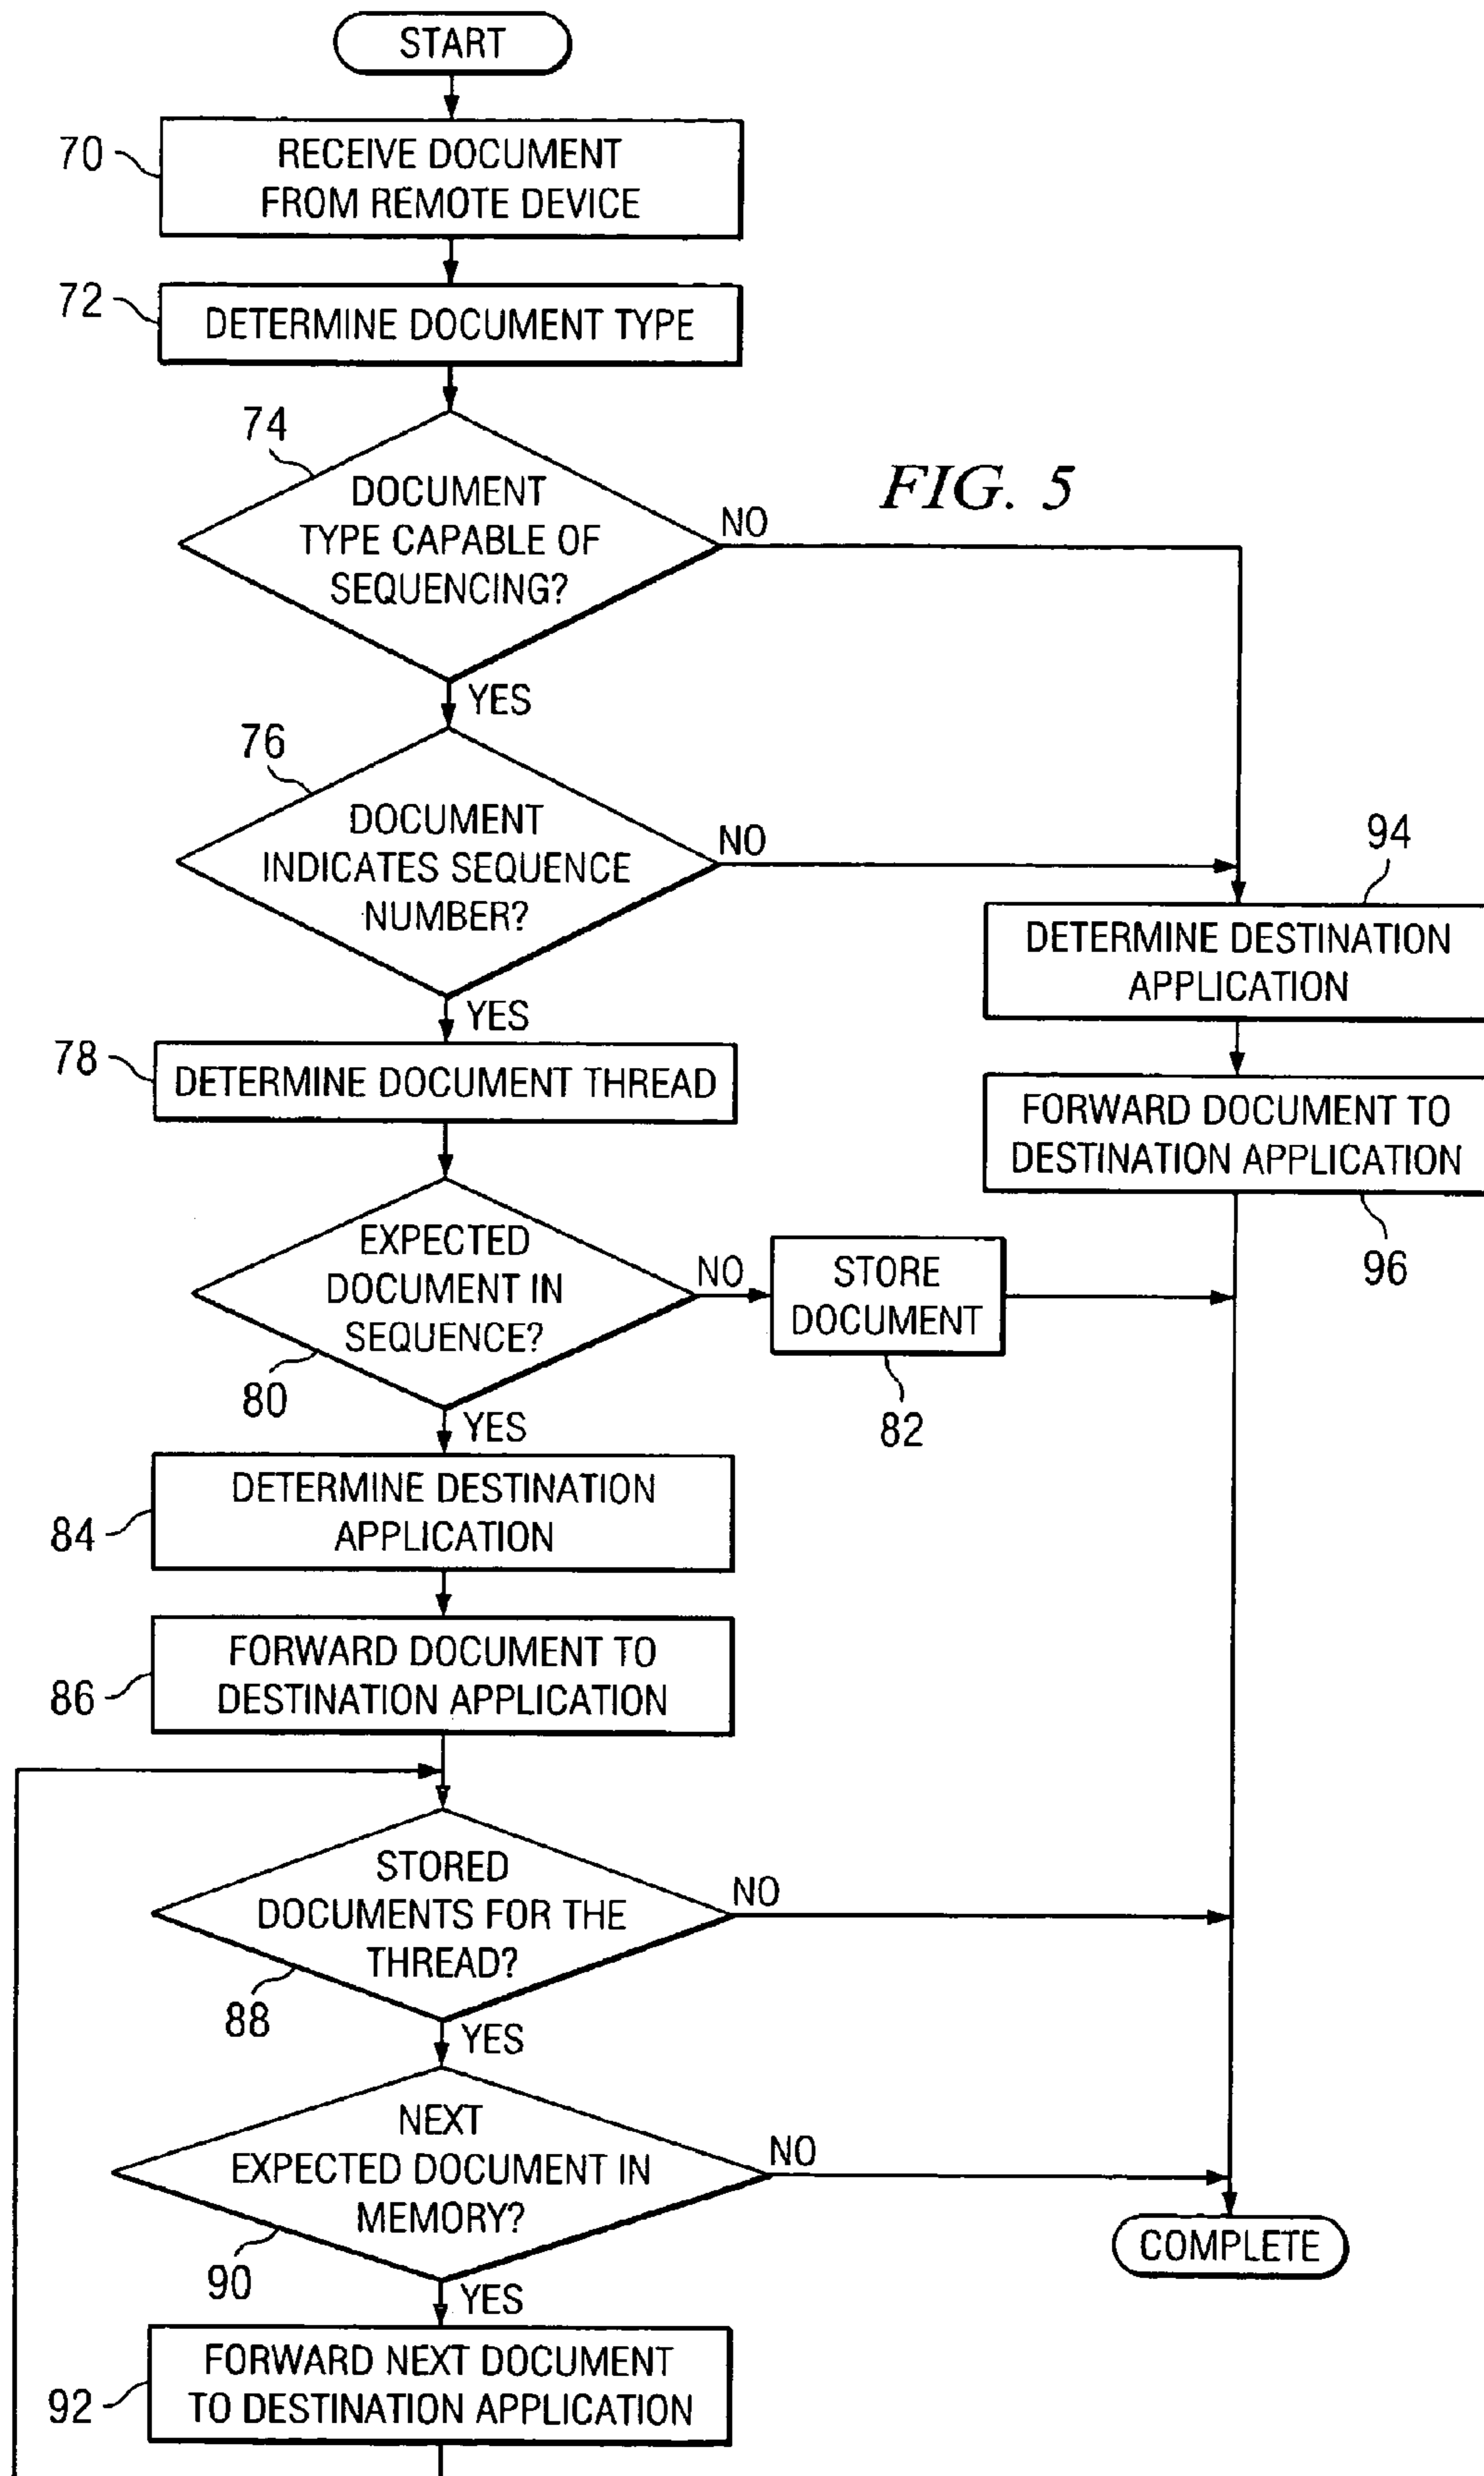 START
70
RECEIVE DOCUMENT
FROM REMOTE DEVICE
72
DETERMINE DOCUMENT TYPE
74
DOCUMENT
TYPE CAPABLE OF
SEQUENCING?
NO
FIG. 5
YES
76
DOCUMENT
INDICATES SEQUENCE
NUMBER?
NO
94
DETERMINE DESTINATION
APPLICATION
YES
78
DETERMINE DOCUMENT THREAD
FORWARD DOCUMENT TO
DESTINATION APPLICATION
96
EXPECTED
DOCUMENT IN
SEQUENCE?
80
NO
STORE
DOCUMENT
82
YES
84
DETERMINE DESTINATION
APPLICATION
86
FORWARD DOCUMENT TO
DESTINATION APPLICATION
STORED
DOCUMENTS FOR THE
THREAD?
88
NO
YES
NEXT
EXPECTED DOCUMENT IN
MEMORY?
90
NO
COMPLETE
YES
92
FORWARD NEXT DOCUMENT
TO DESTINATION APPLICATION